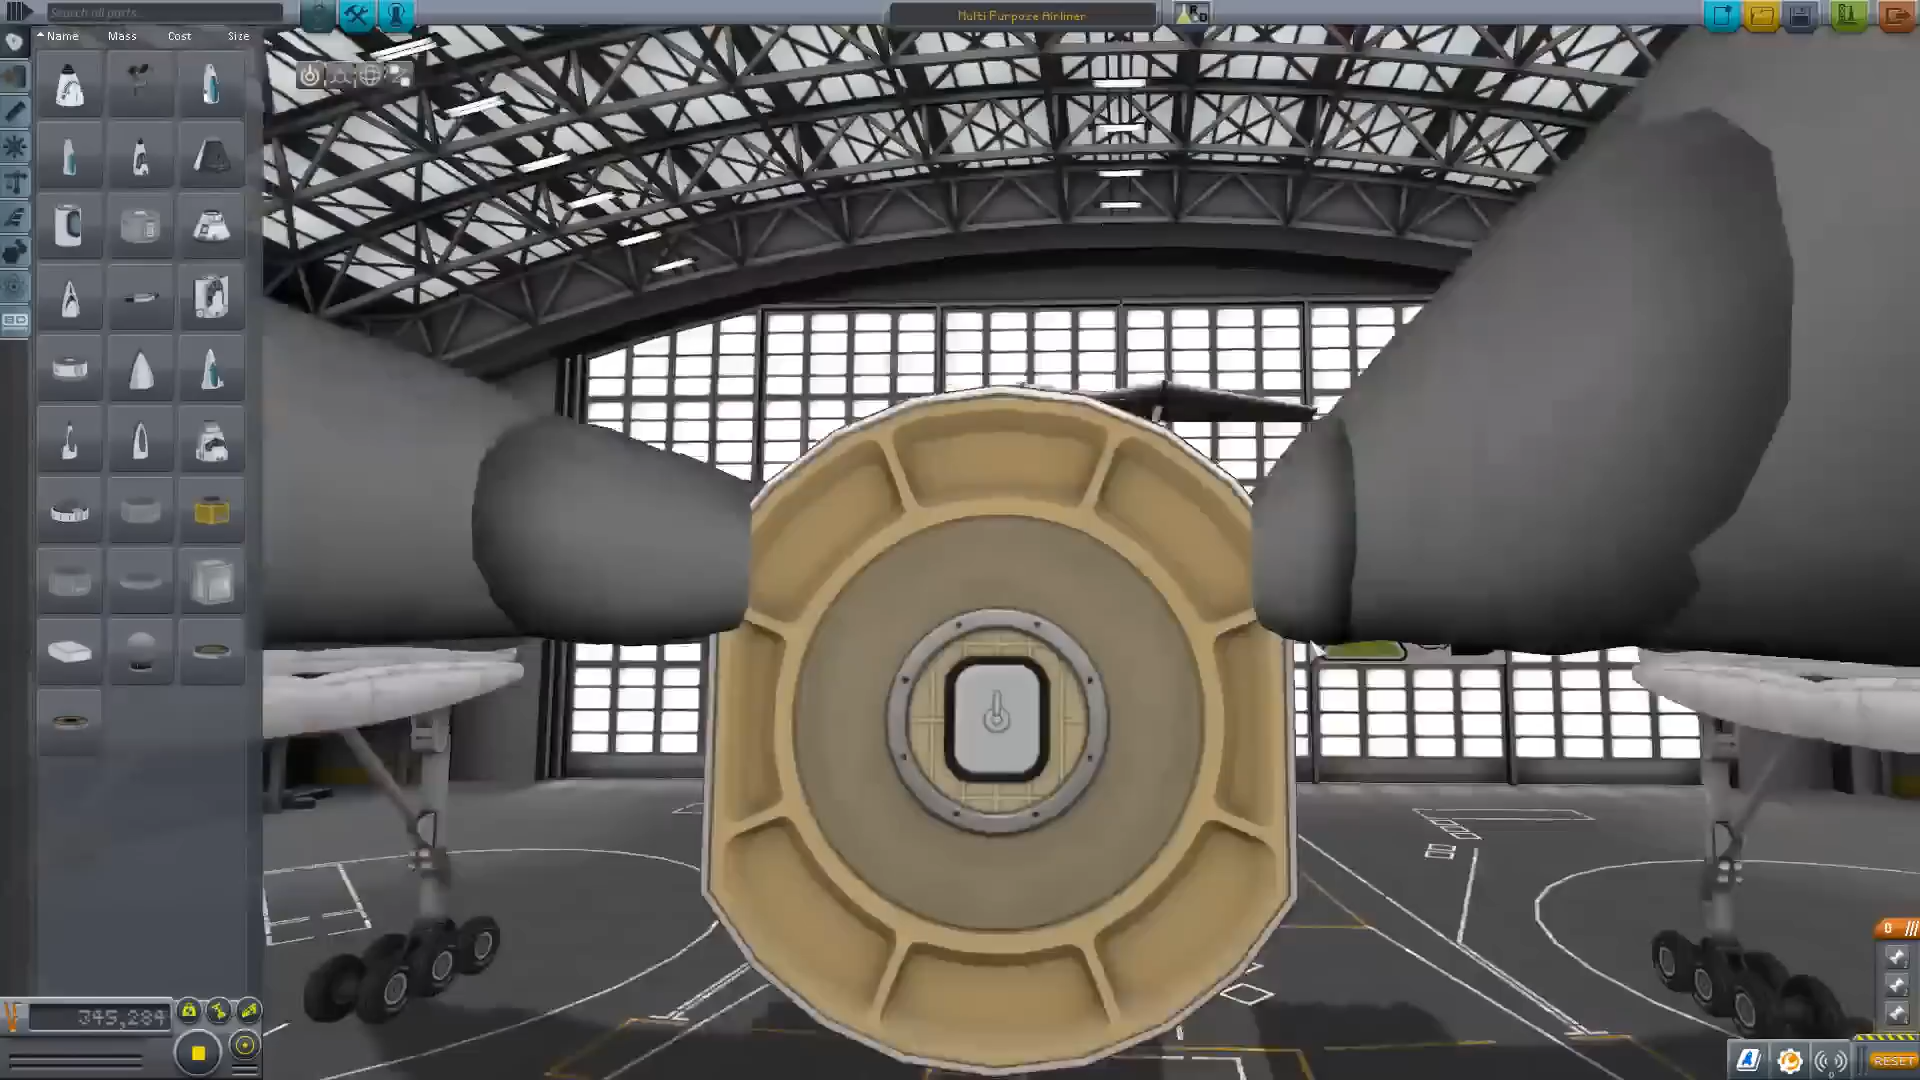 Search all parts...
Multi Purpose Airliner
R&D
Name Mass Cost Size
345,284
0
RESET